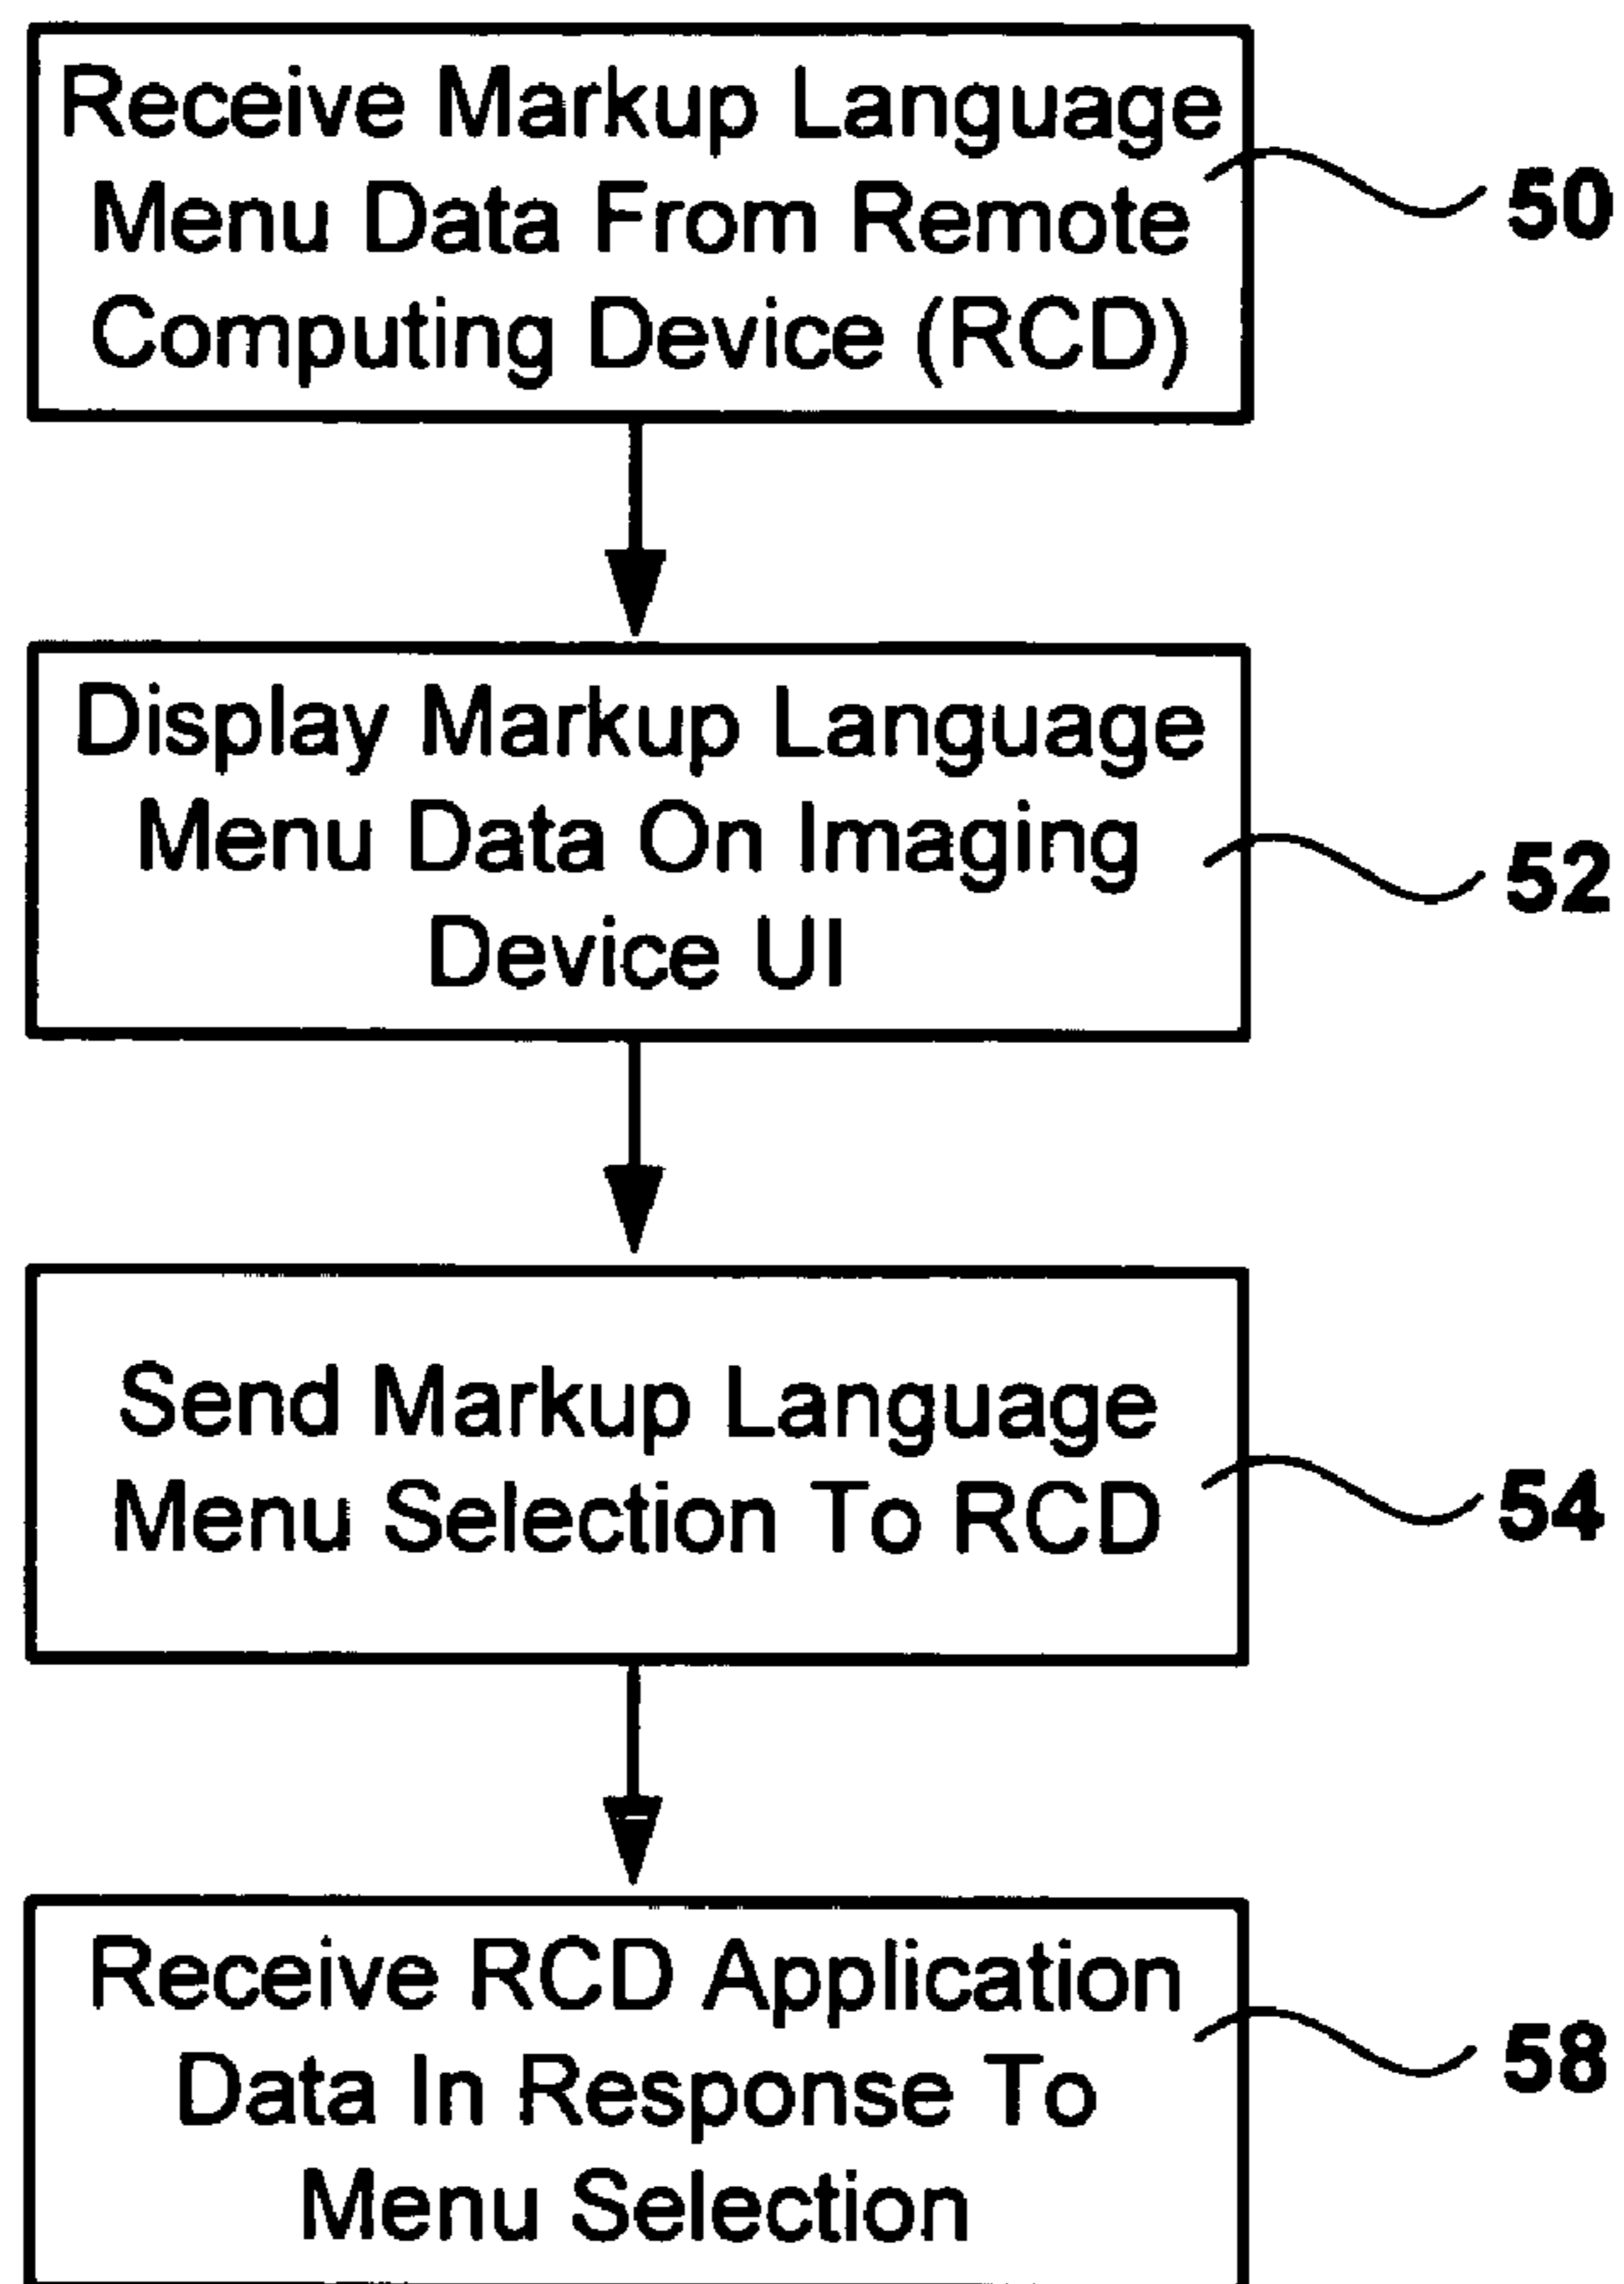 Receive Markup Language
Menu Data From Remote
Computing Device (RCD)
50
Display Markup Language
Menu Data On Imaging
Device UI
52
Send Markup Language
Menu Selection To RCD
54
Receive RCD Application
Data In Response To
Menu Selection
58